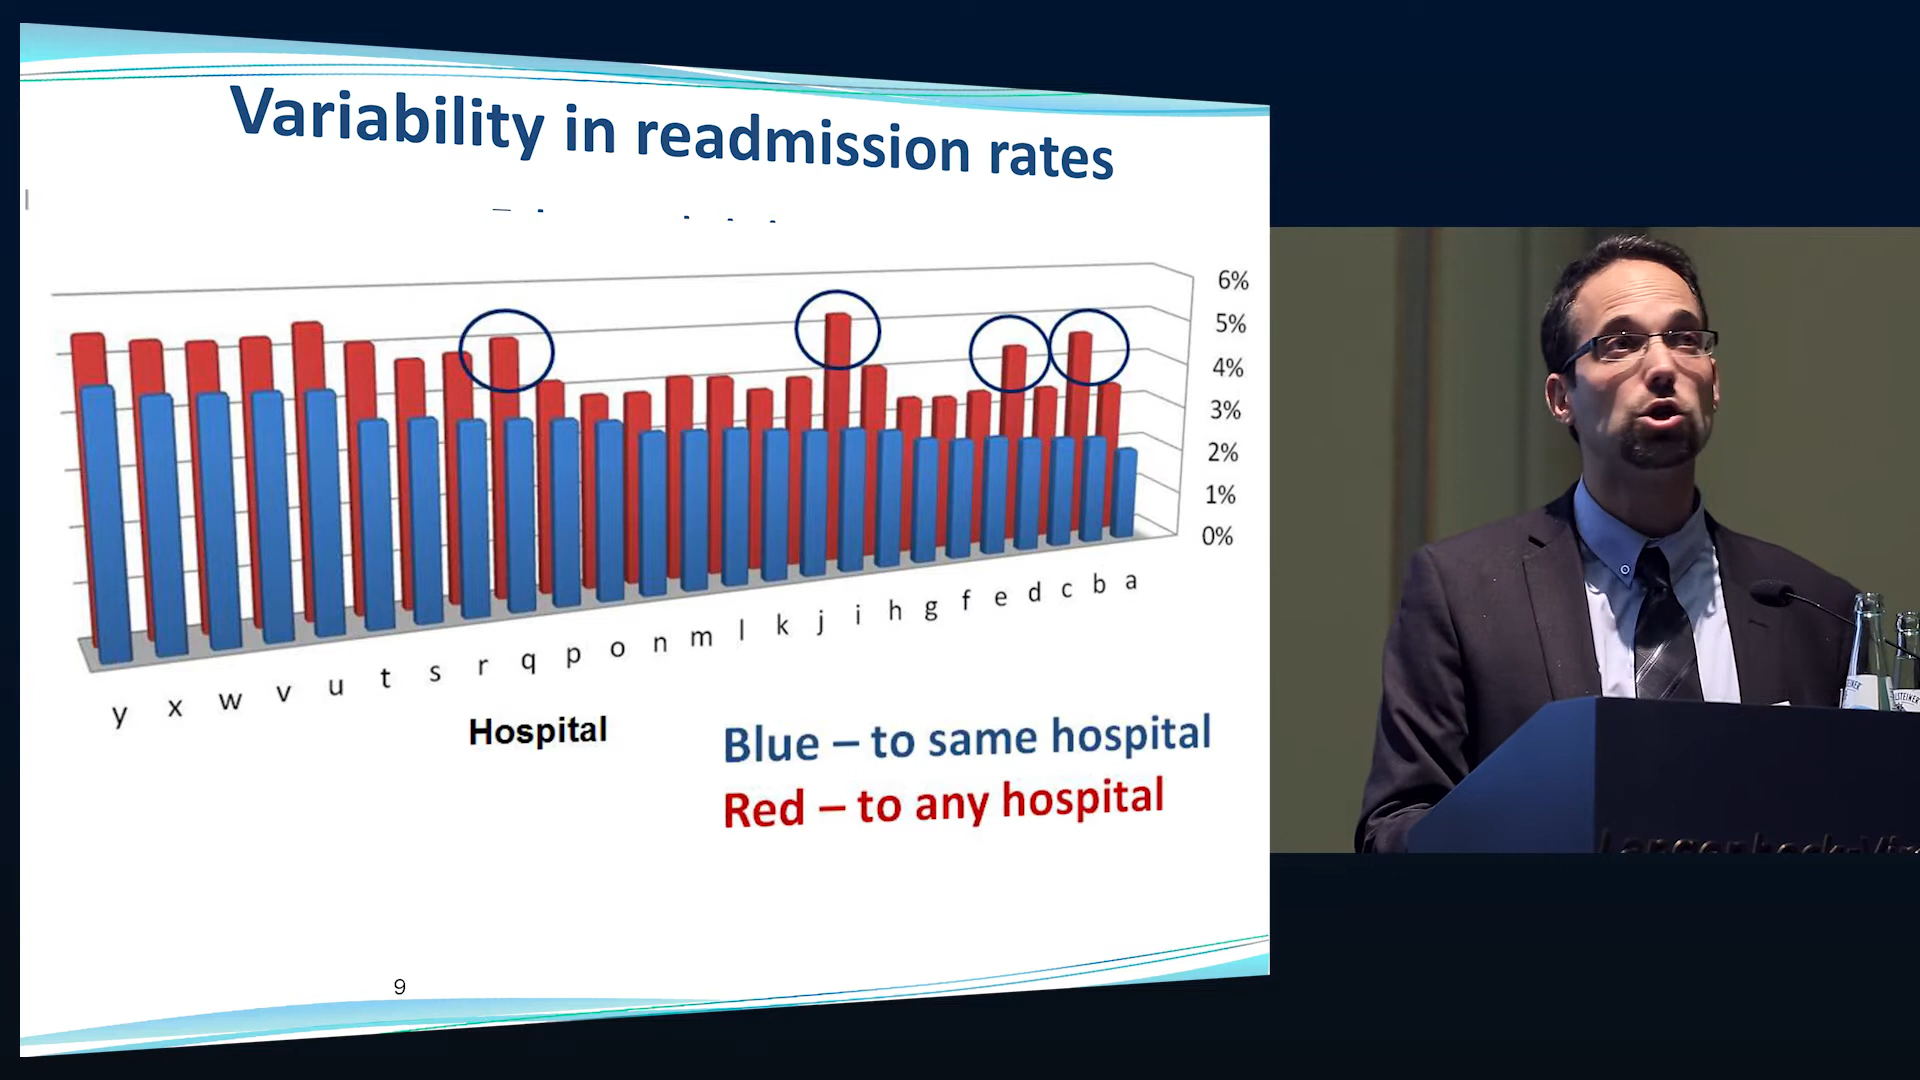 Variability in readmission rates
6%
5%
4%
3%
2%
1%
0%
y x w v u t s r q p o n m l k j i h g f e d c b a
Hospital
Blue – to same hospital
Red – to any hospital
9